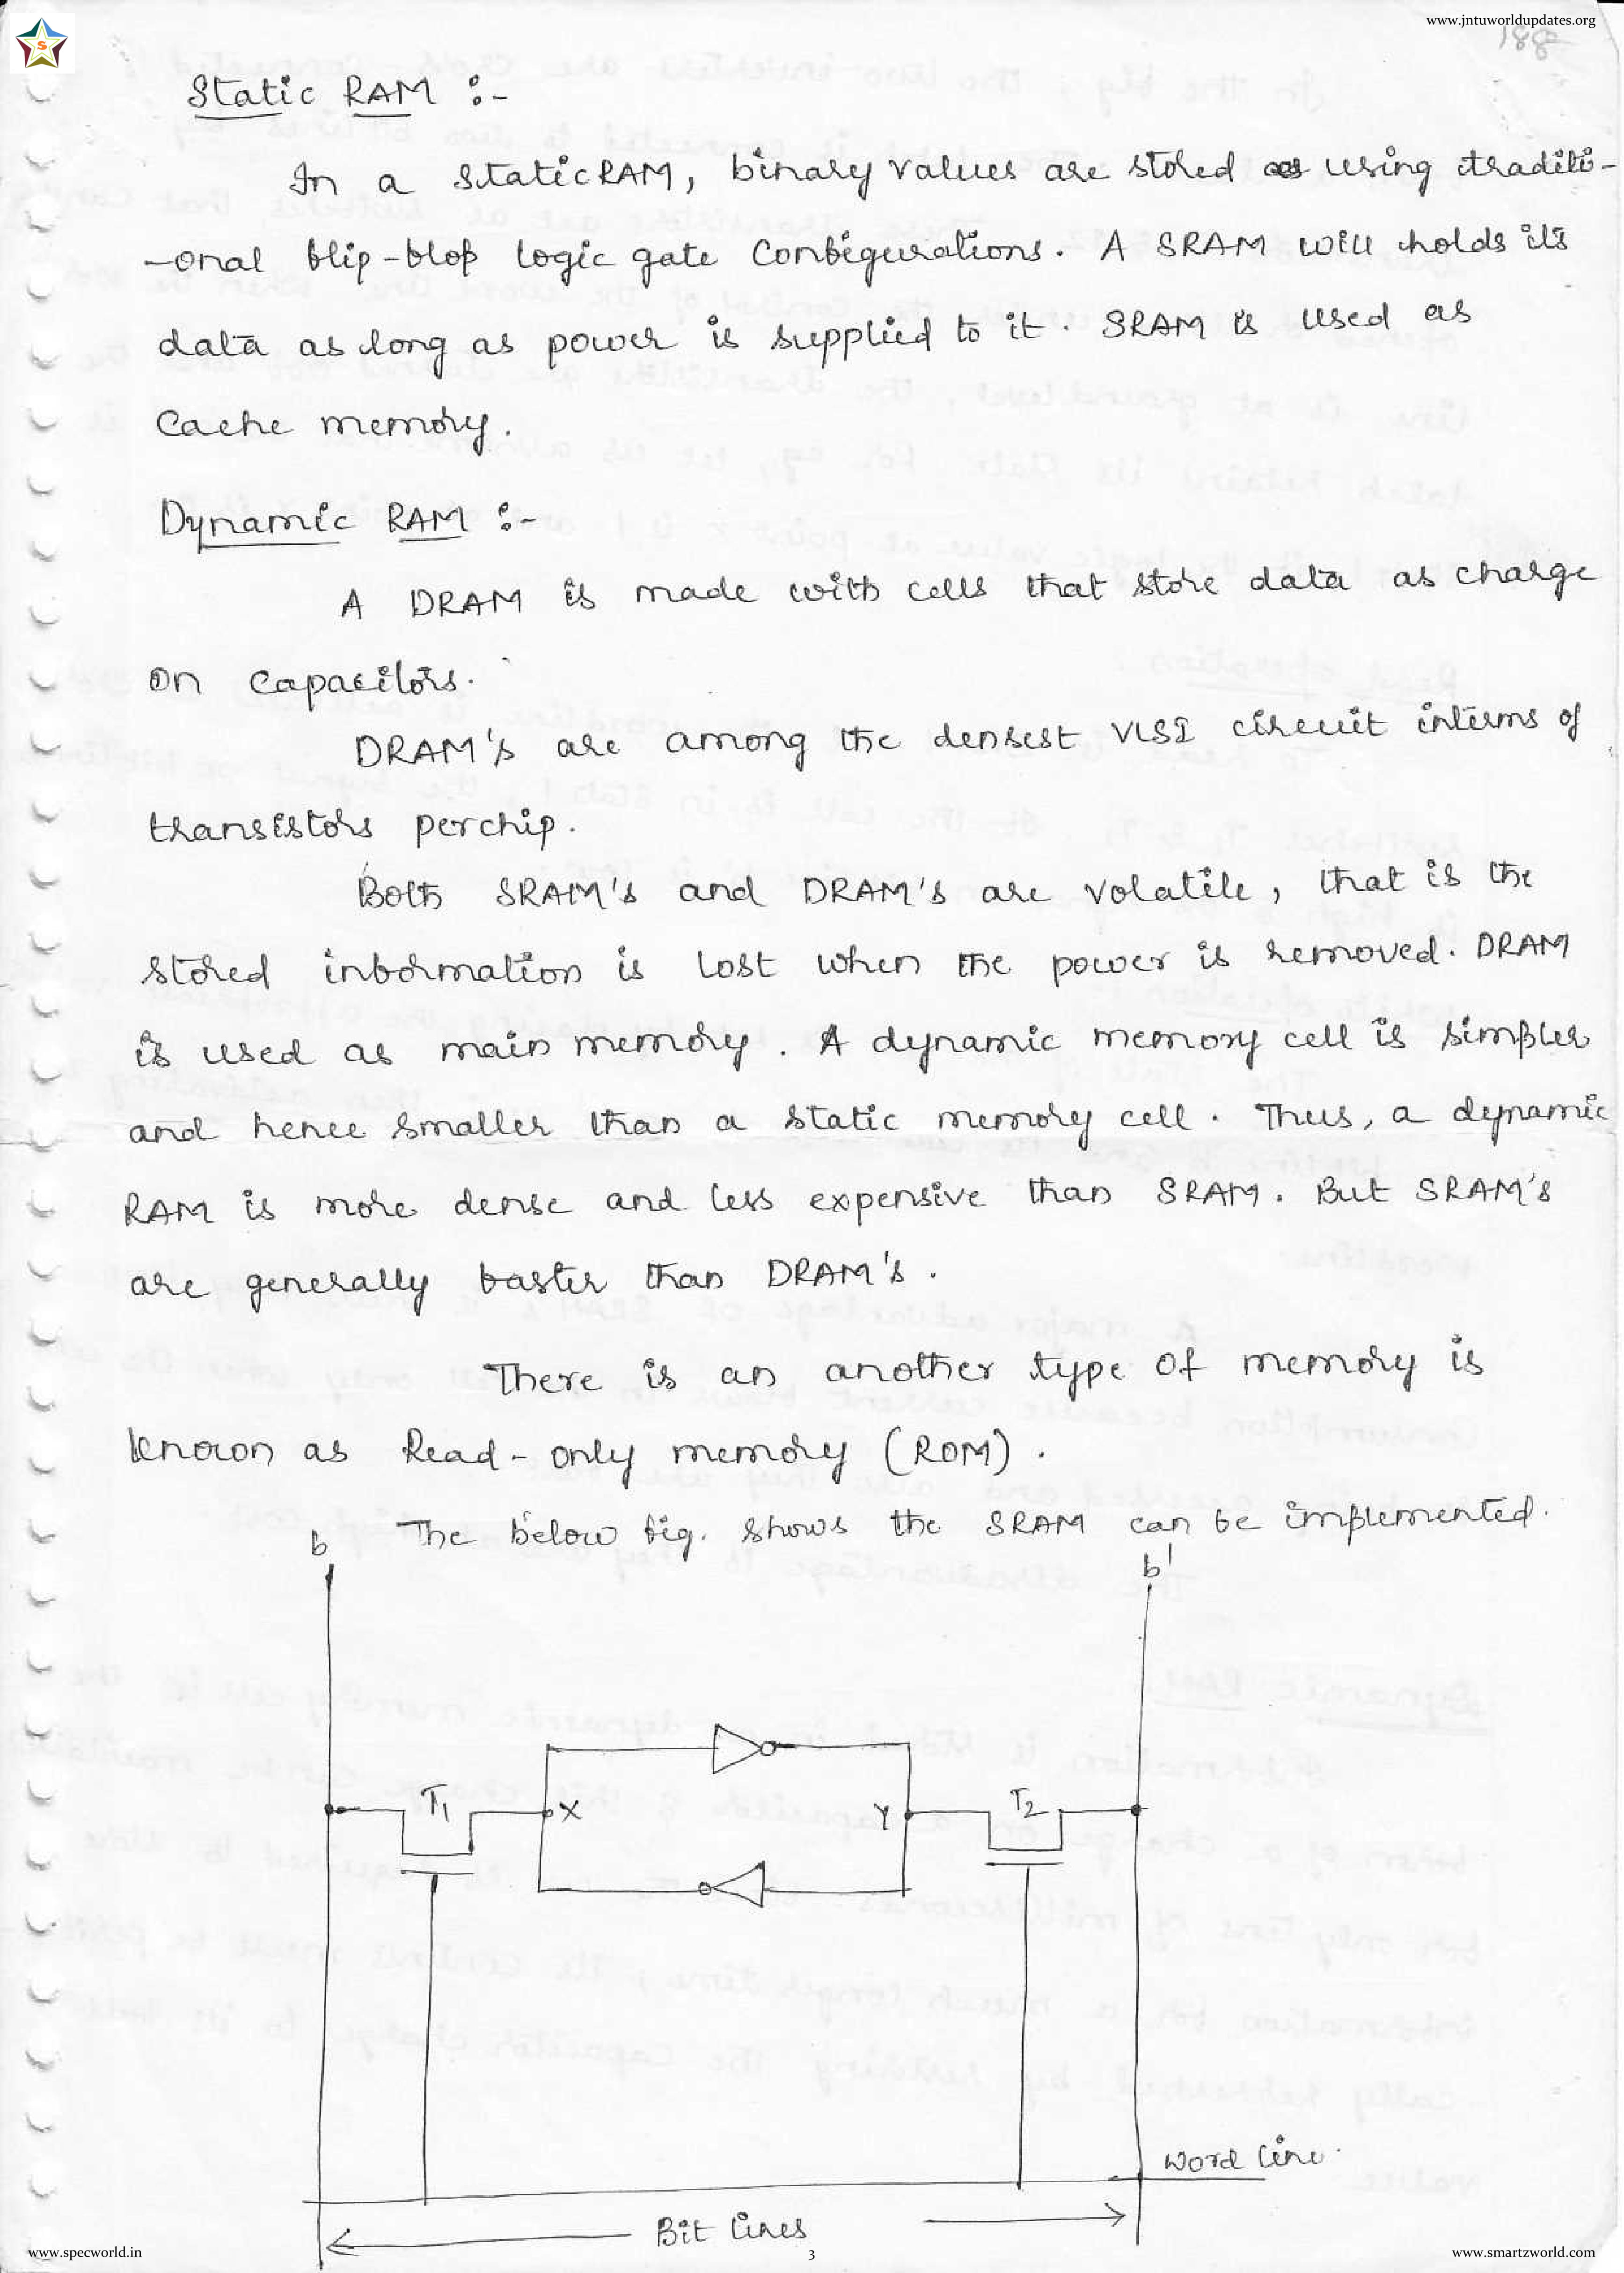 www.jntuworldupdates.org
S
188
Static RAM :-
In a static RAM, binary values are stored as using traditi-
-onal flip-flop logic gate configurations. A SRAM will holds its
data as long as power is supplied to it. SRAM is used as
Cache memory.
Dynamic RAM :-
A DRAM is made with cells that store data as charge
on capacitors.
DRAM's are among the densest VLSI circuit interms of
transistors perchip.
Both SRAM's and DRAM's are volatile, that is the
stored information is lost when the power is removed. DRAM
is used as main memory. A dynamic memory cell is simpler
and hence smaller than a static memory cell. Thus, a dynamic
RAM is more dense and less expensive than SRAM. But SRAM's
are generally faster than DRAM's.
There is an another type of memory is
known as Read-only memory (ROM).
The below fig. shows the SRAM can be implemented.
b
b'
T1
X
Y
T2
word line
Bit lines
www.specworld.in
3
www.smartzworld.com